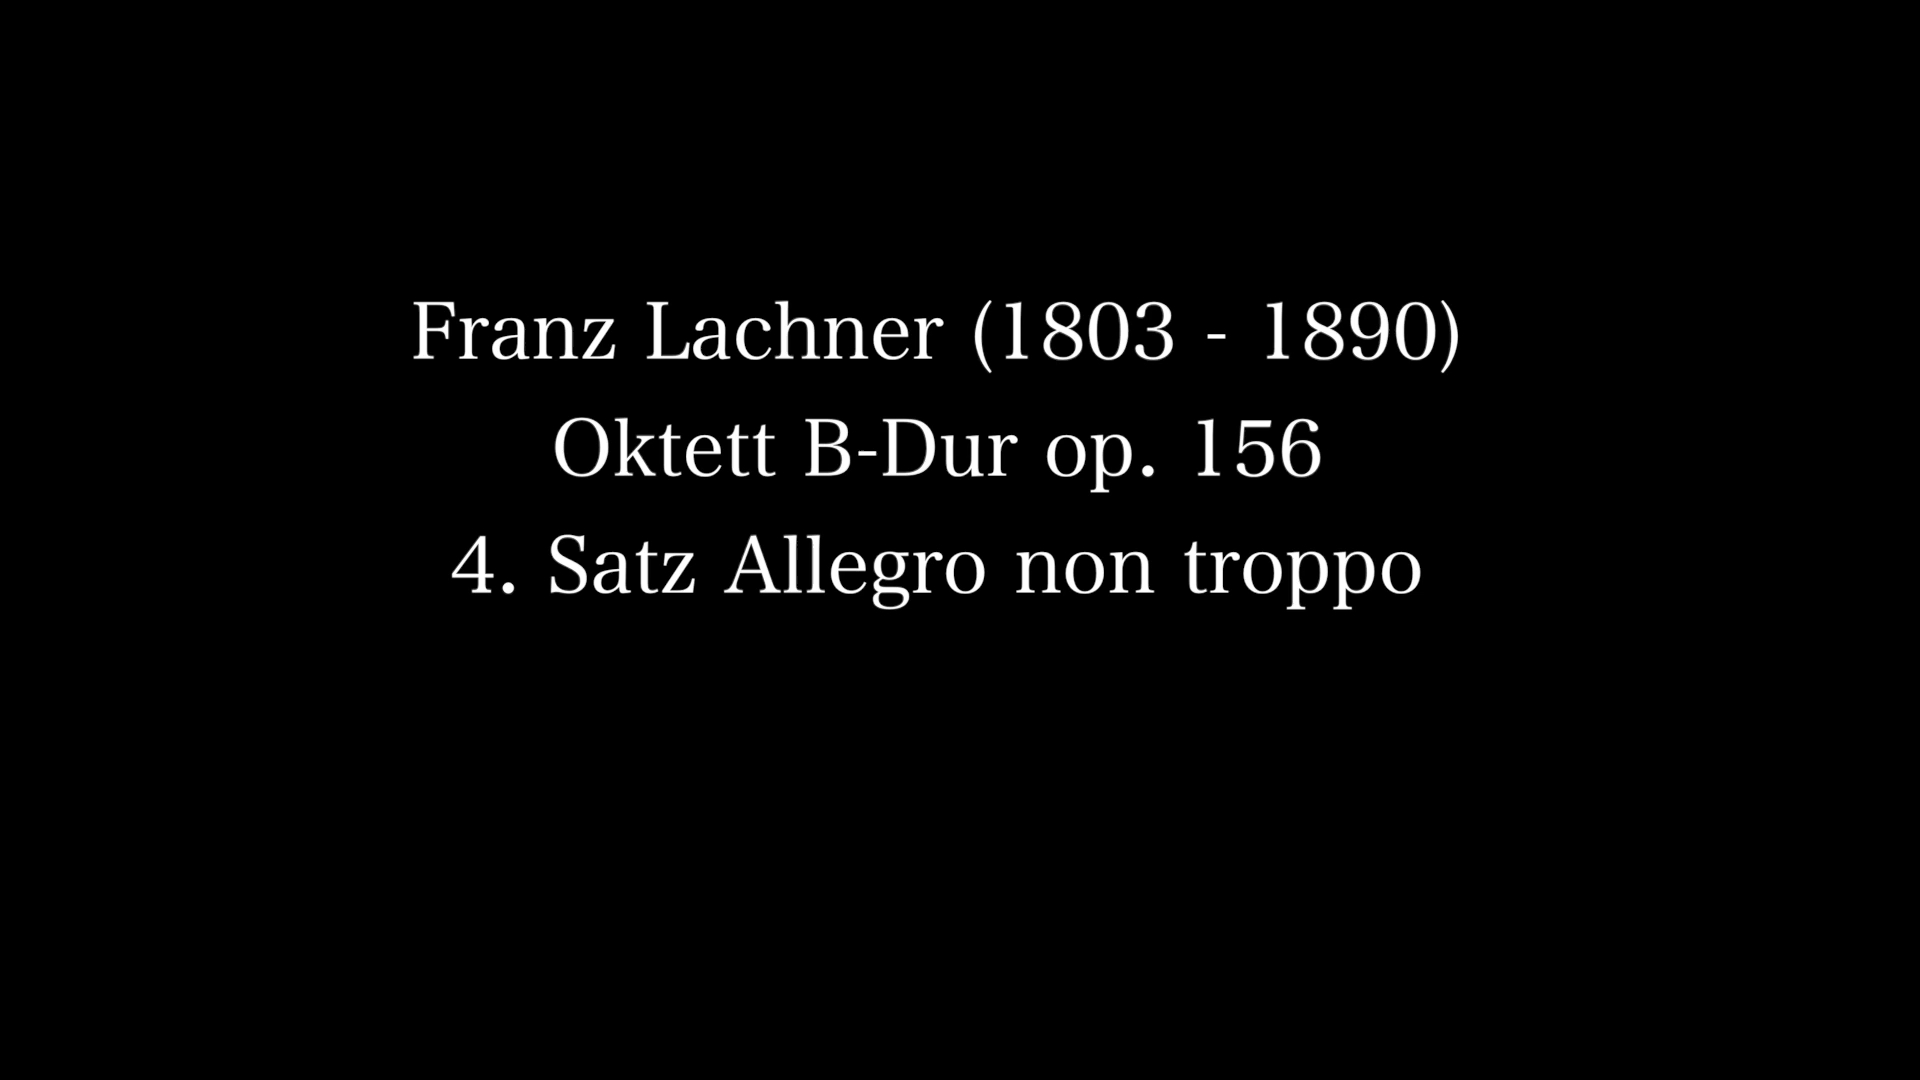 Franz Lachner (1803 - 1890)
Oktett B-Dur op. 156
4. Satz Allegro non troppo